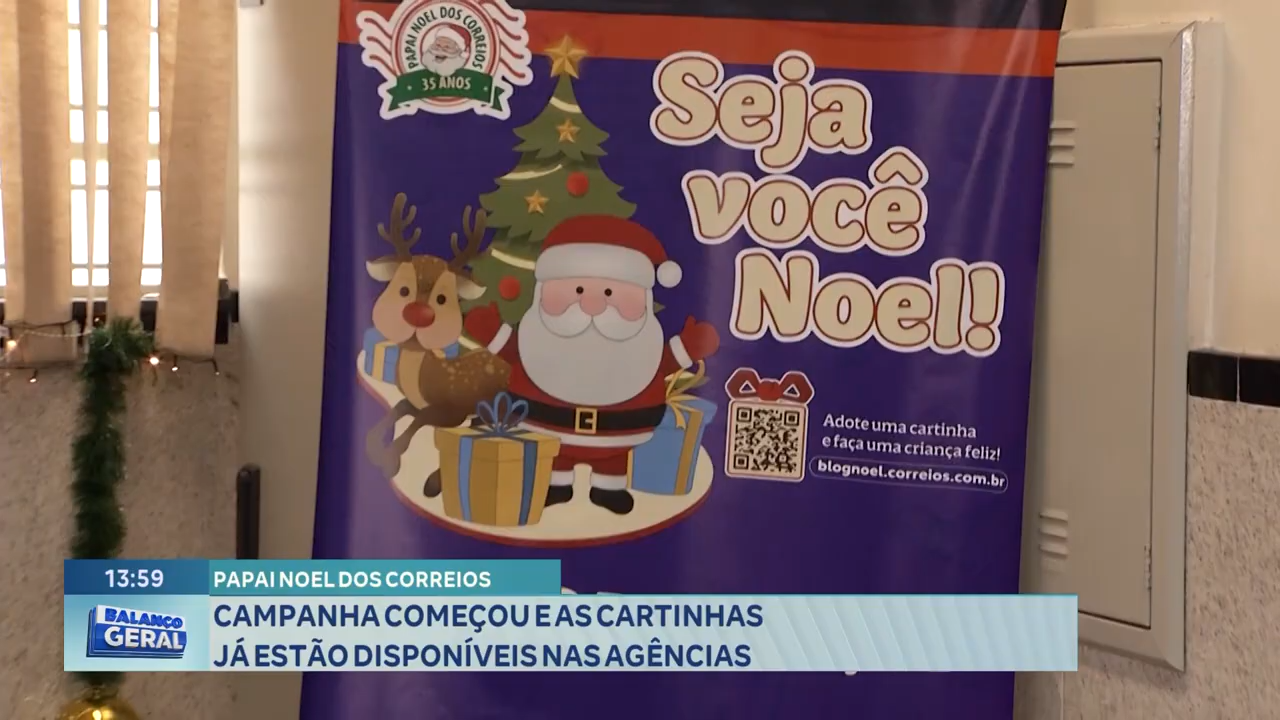 PAPAI NOEL DOS CORREIOS
35 ANOS
Seja
você
Noel!
Adote uma cartinha
e faça uma criança feliz!
blognoel.correios.com.br
13:59
PAPAI NOEL DOS CORREIOS
BALANÇO
GERAL
CAMPANHA COMEÇOU E AS CARTINHAS
JÁ ESTÃO DISPONÍVEIS NAS AGÊNCIAS